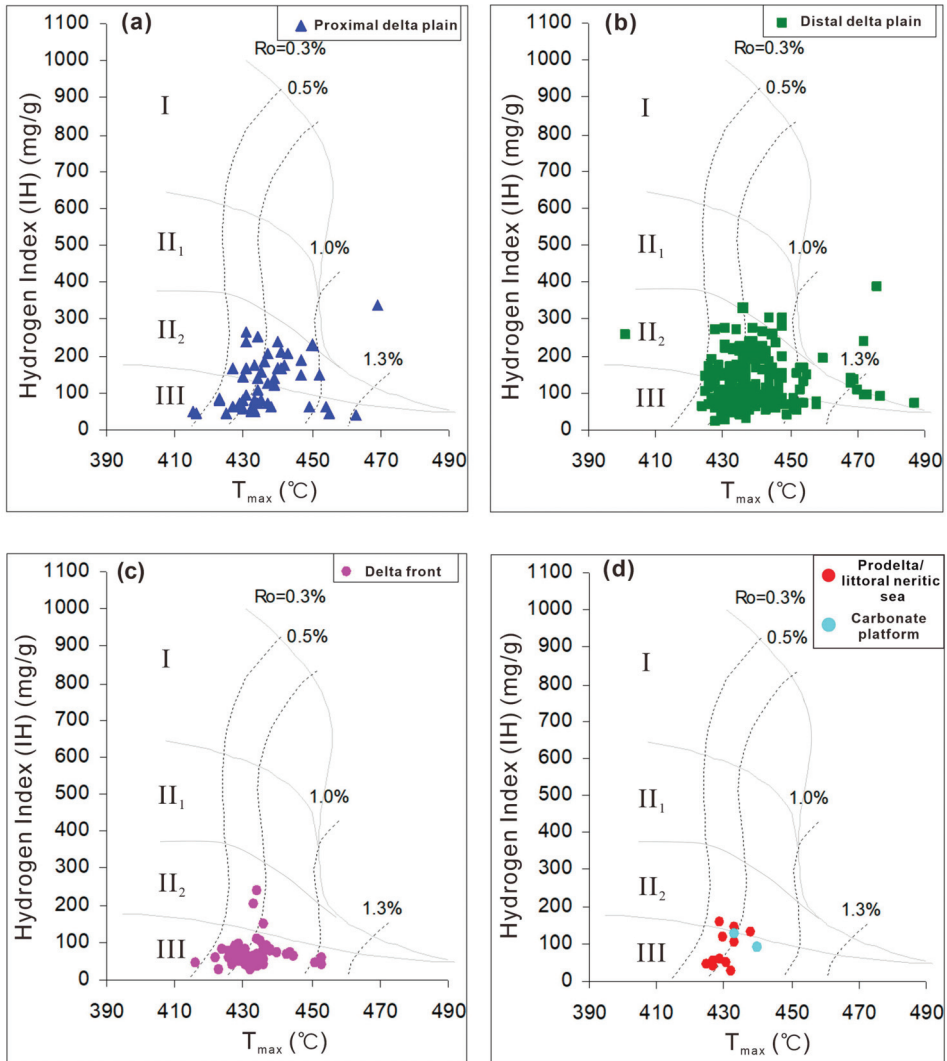 (a)
Proximal delta plain
Hydrogen Index (IH) (mg/g)
1100
1000
900
800
700
600
500
400
300
200
100
0
Ro=0.3%
0.5%
1.0%
1.3%
I
II₁
II₂
III
390 410 430 450 470 490
Tmax (℃)
(b)
Distal delta plain
Hydrogen Index (IH) (mg/g)
1100
1000
900
800
700
600
500
400
300
200
100
0
Ro=0.3%
0.5%
1.0%
1.3%
I
II₁
II₂
III
390 410 430 450 470 490
Tmax (℃)
(c)
Delta front
Hydrogen Index (IH) (mg/g)
1100
1000
900
800
700
600
500
400
300
200
100
0
Ro=0.3%
0.5%
1.0%
1.3%
I
II₁
II₂
III
390 410 430 450 470 490
Tmax (℃)
(d)
Prodelta/
littoral neritic
sea
Carbonate
platform
Hydrogen Index (IH) (mg/g)
1100
1000
900
800
700
600
500
400
300
200
100
0
Ro=0.3%
0.5%
1.0%
1.3%
I
II₁
II₂
III
390 410 430 450 470 490
Tmax (℃)